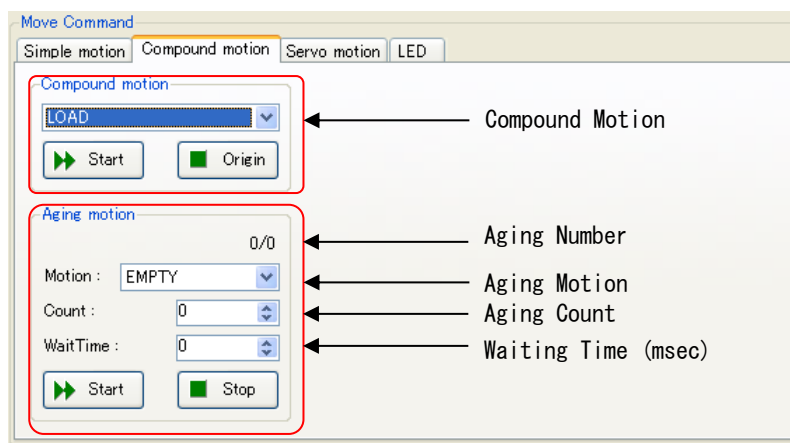 Move Command
Simple motion Compound motion Servo motion LED
Compound motion
LOAD Compound Motion
Start Origin
Aging motion
0/0 Aging Number
Motion : EMPTY Aging Motion
Count : 0 Aging Count
WaitTime : 0 Waiting Time (msec)
Start Stop